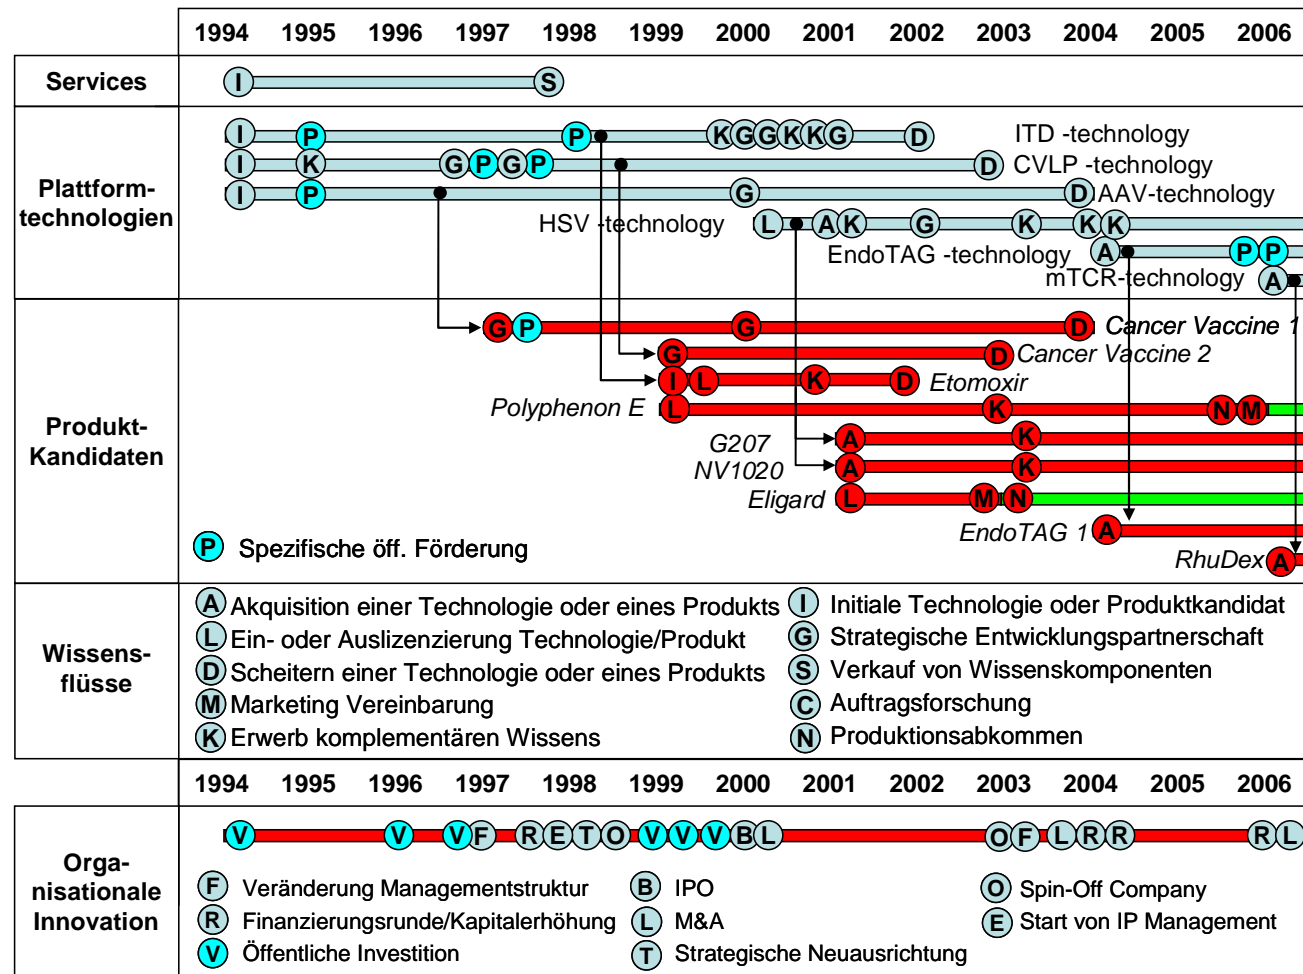 1994 1995 1996 1997 1998 1999 2000 2001 2002 2003 2004 2005 2006
Services
I S
Plattform-
technologien
I P P K G G K K G D ITD -technology
I K G P G P D CVLP -technology
I P G D AAV-technology
HSV -technology L A K G K K K
EndoTAG -technology A P P
mTCR-technology A
Produkt-
Kandidaten
G P G D Cancer Vaccine 1
G D Cancer Vaccine 2
I L K D Etomoxir
Polyphenon E L K N M
G207 A K
NV1020 A K
Eligard L M N
EndoTAG 1 A
RhuDex A
P Spezifische öff. Förderung
Wissens-
flüsse
A Akquisition einer Technologie oder eines Produkts
L Ein- oder Auslizenzierung Technologie/Produkt
D Scheitern einer Technologie oder eines Produkts
M Marketing Vereinbarung
K Erwerb komplementären Wissens
I Initiale Technologie oder Produktkandidat
G Strategische Entwicklungspartnerschaft
S Verkauf von Wissenskomponenten
C Auftragsforschung
N Produktionsabkommen
1994 1995 1996 1997 1998 1999 2000 2001 2002 2003 2004 2005 2006
Orga-
nisationale
Innovation
V V V F R E T O V V V B L O F L R R R L
F Veränderung Managementstruktur
R Finanzierungsrunde/Kapitalerhöhung
V Öffentliche Investition
B IPO
L M&A
T Strategische Neuausrichtung
O Spin-Off Company
E Start von IP Management